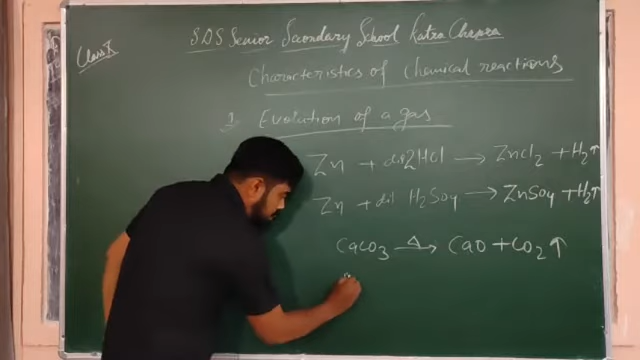 Class X
SDS Senior Secondary School Katra Chapra
Characteristics of chemical reactions
1. Evolution of a gas
Zn + dil 2HCl → ZnCl₂ + H₂↑
Zn + dil H₂SO₄ → ZnSO₄ + H₂↑
CaCO₃ —Δ→ CaO + CO₂ ↑